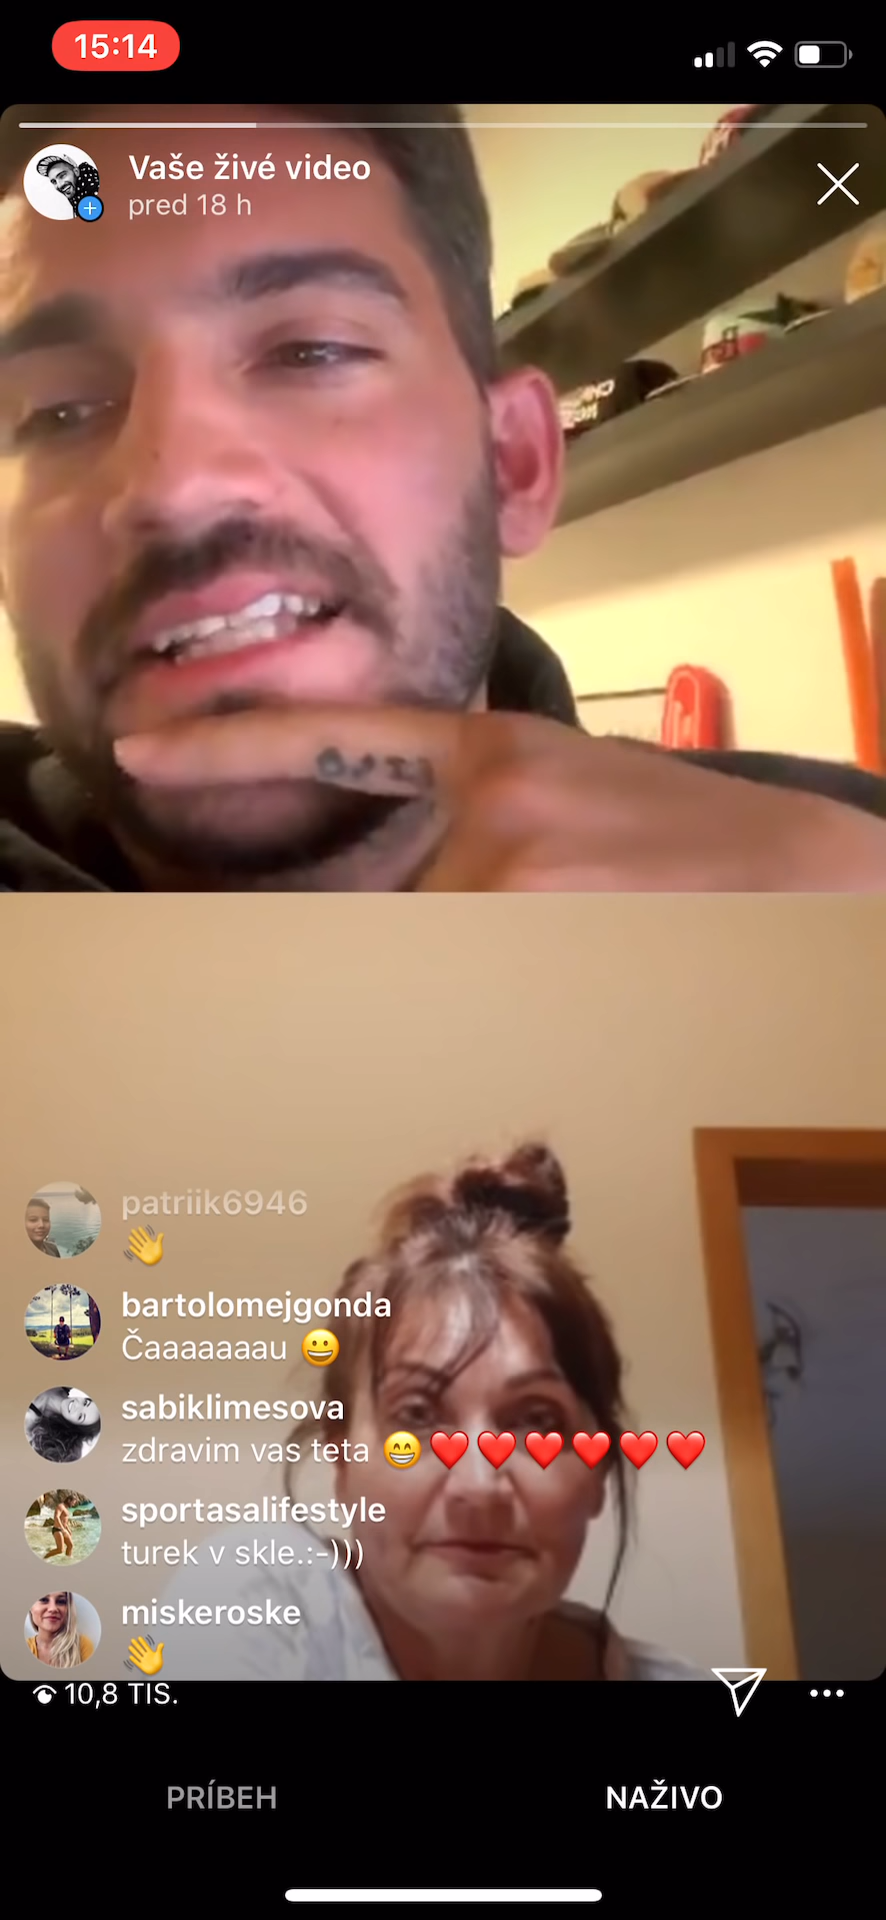 15:14
Vaše živé video
pred 18 h
patriik6946
👋
bartolomejgonda
Čaaaaaaau 😀
sabiklimesova
zdravim vas teta 😁❤️❤️❤️❤️❤️❤️
sportasalifestyle
turek v skle.:-)))
miskeroske
👋
10,8 TIS.
PRÍBEH
NAŽIVO